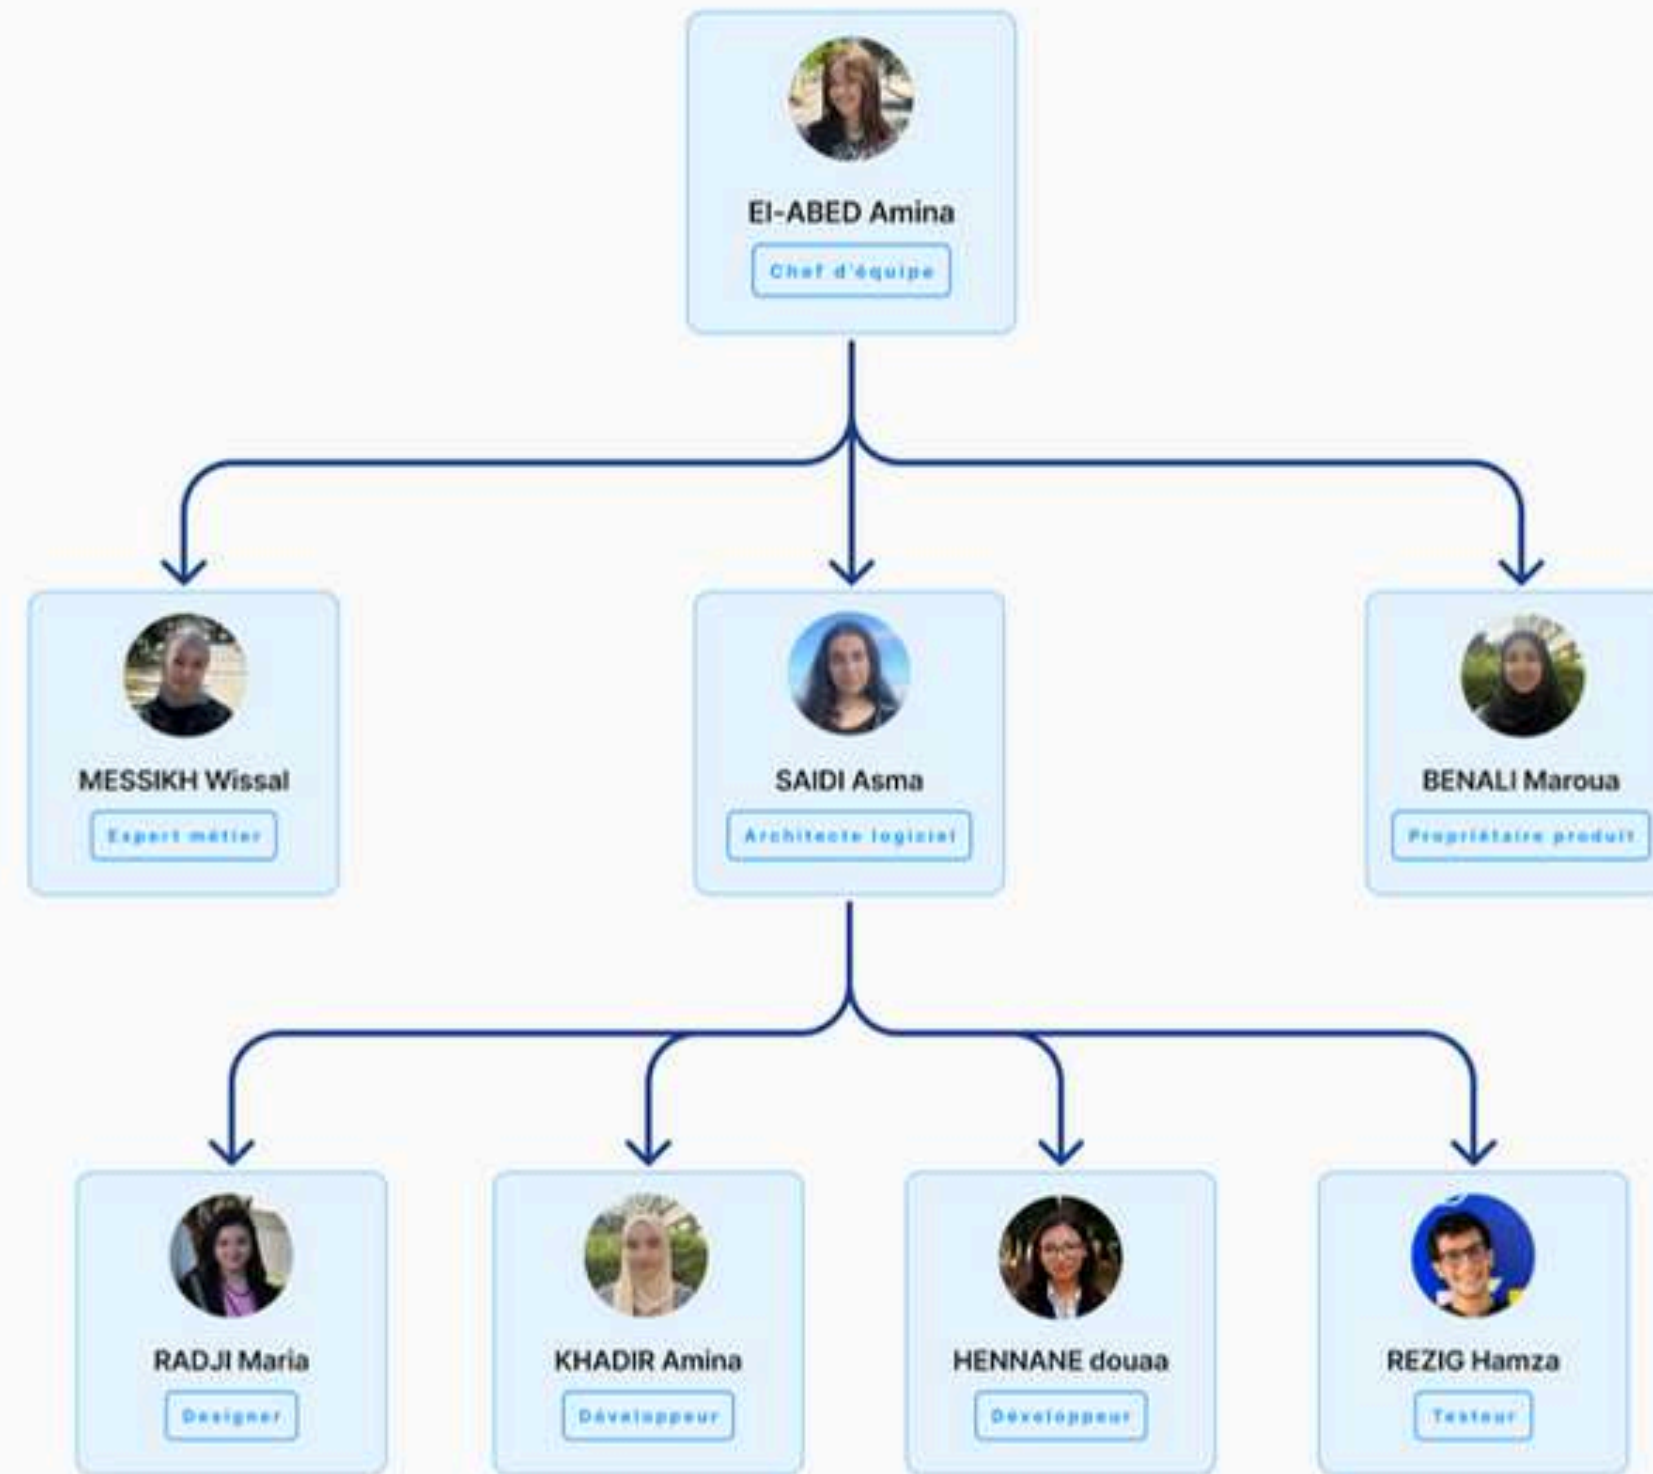 El-ABED Amina
Chef d'équipe
MESSIKH Wissal
Expert métier
SAIDI Asma
Architecte logiciel
BENALI Maroua
Propriétaire produit
RADJI Maria
Designer
KHADIR Amina
Développeur
HENNANE douaa
Développeur
REZIG Hamza
Testeur